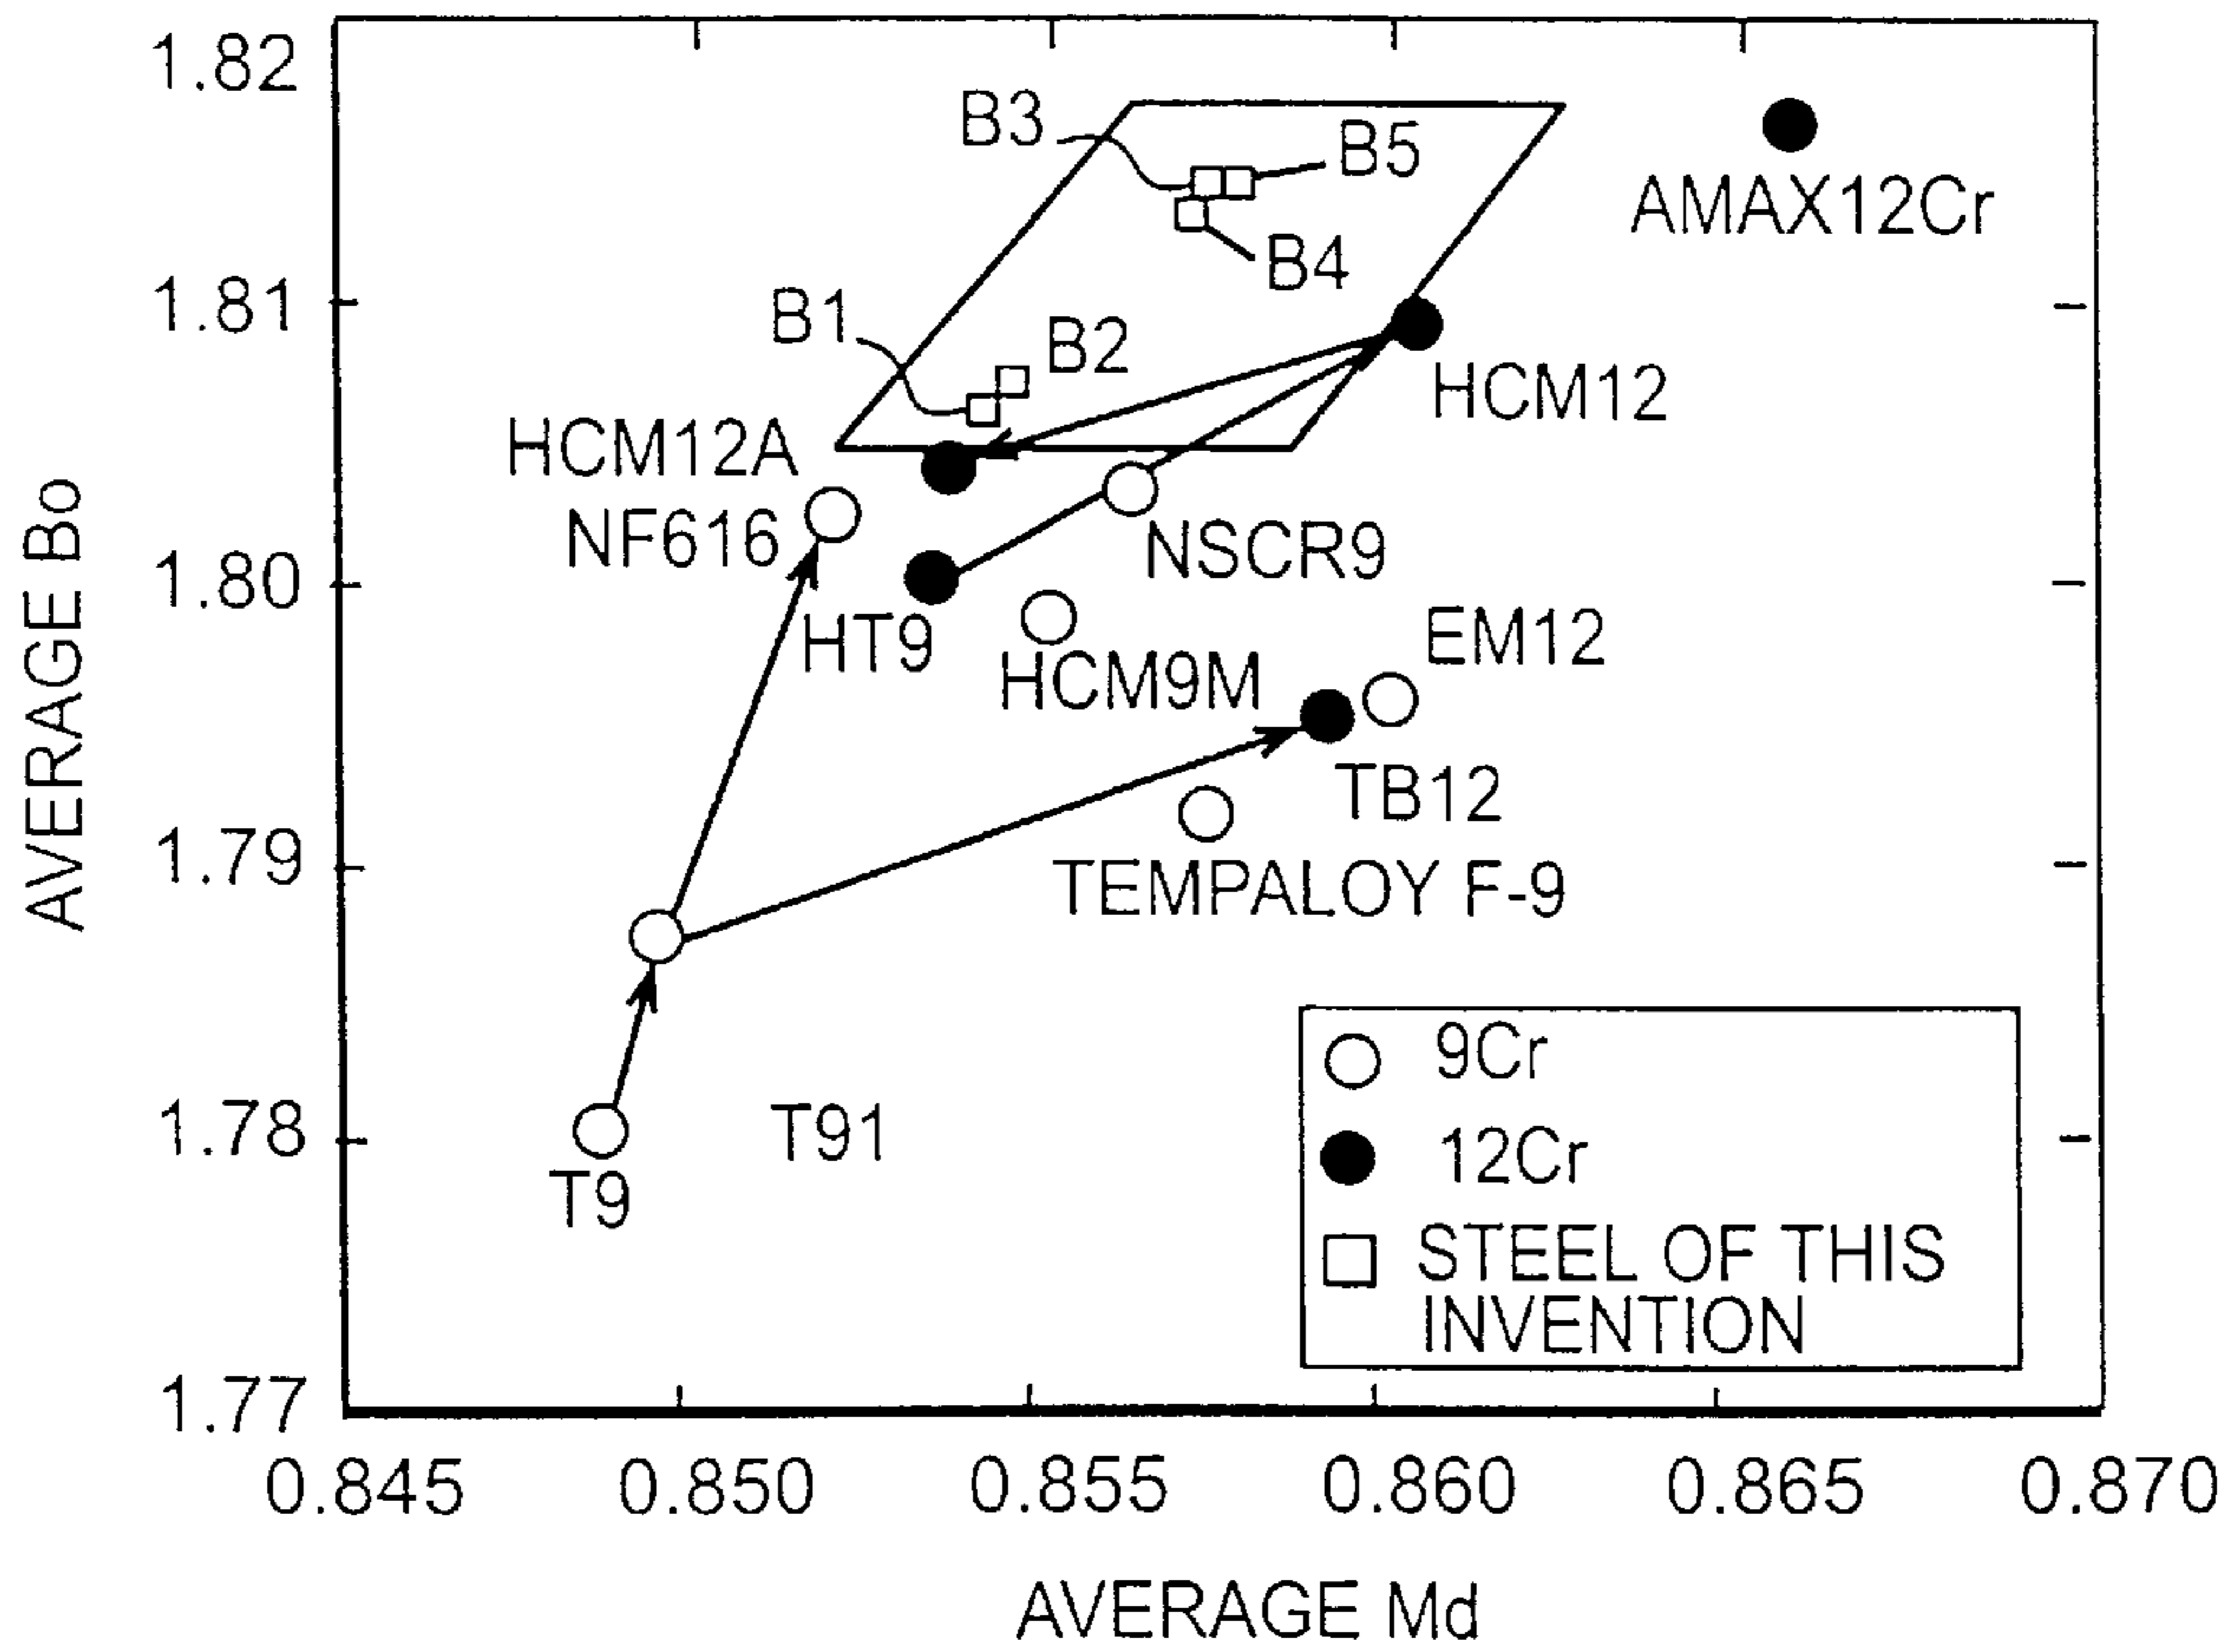 1.82
B3
B5
AMAX12Cr
B4
1.81
B1
B2
HCM12
HCM12A
NF616
NSCR9
1.80
HT9
EM12
HCM9M
TB12
1.79
TEMPALOY F-9
9Cr
1.78
T91
12Cr
T9
STEEL OF THIS
INVENTION
1.77
0.845 0.850 0.855 0.860 0.865 0.870
AVERAGE Md
AVERAGE Bo